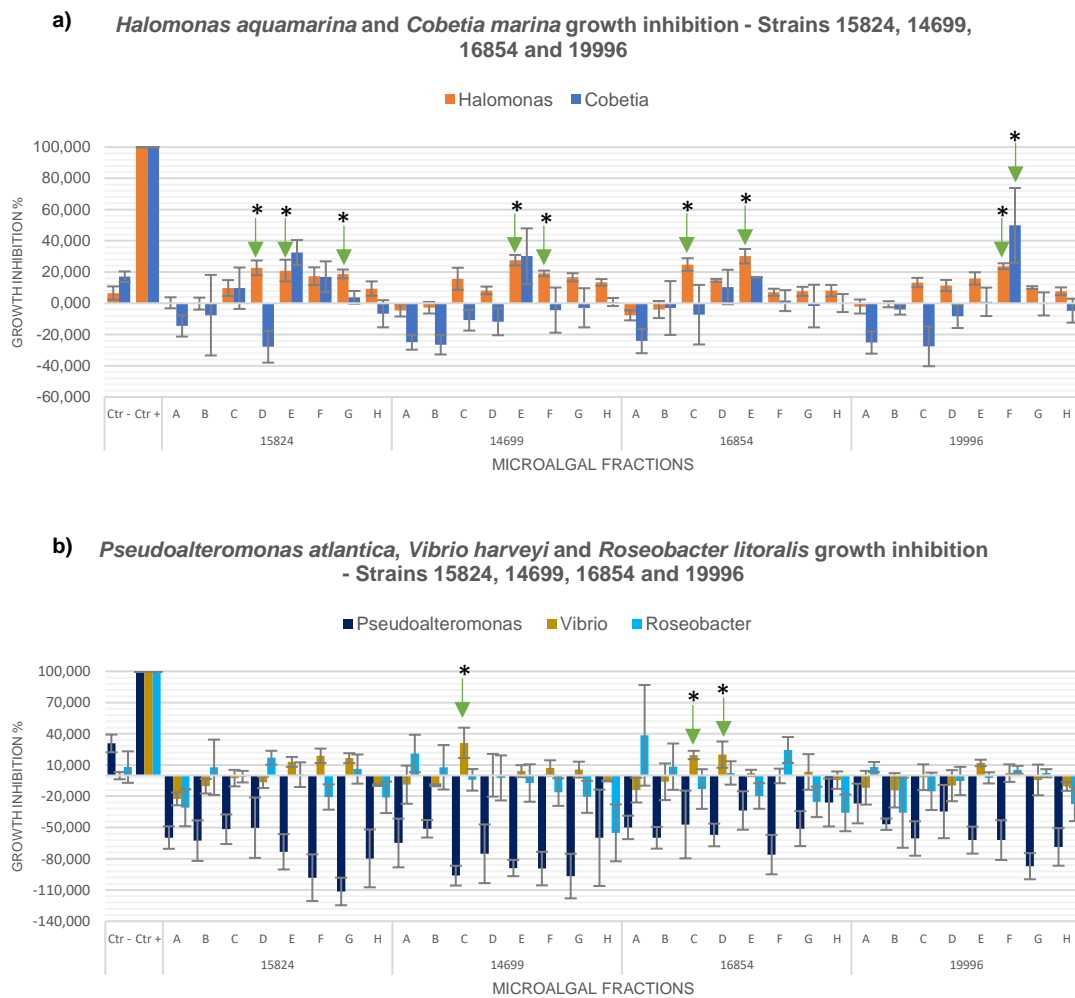 a) Halomonas aquamarina and Cobetia marina growth inhibition - Strains 15824, 14699,
16854 and 19996
Halomonas Cobetia
GROWTH INHIBITION %
100,000
80,000
60,000
40,000
20,000
0,000
-20,000
-40,000
-60,000
* * * * * * * * *
Ctr - Ctr + A B C D E F G H A B C D E F G H A B C D E F G H A B C D E F G H
15824 14699 16854 19996
MICROALGAL FRACTIONS
b) Pseudoalteromonas atlantica, Vibrio harveyi and Roseobacter litoralis growth inhibition
- Strains 15824, 14699, 16854 and 19996
Pseudoalteromonas Vibrio Roseobacter
GROWTH INHIBITION %
100,000
70,000
40,000
10,000
-20,000
-50,000
-80,000
-110,000
-140,000
* * *
Ctr - Ctr + A B C D E F G H A B C D E F G H A B C D E F G H A B C D E F G H
15824 14699 16854 19996
MICROALGAL FRACTIONS